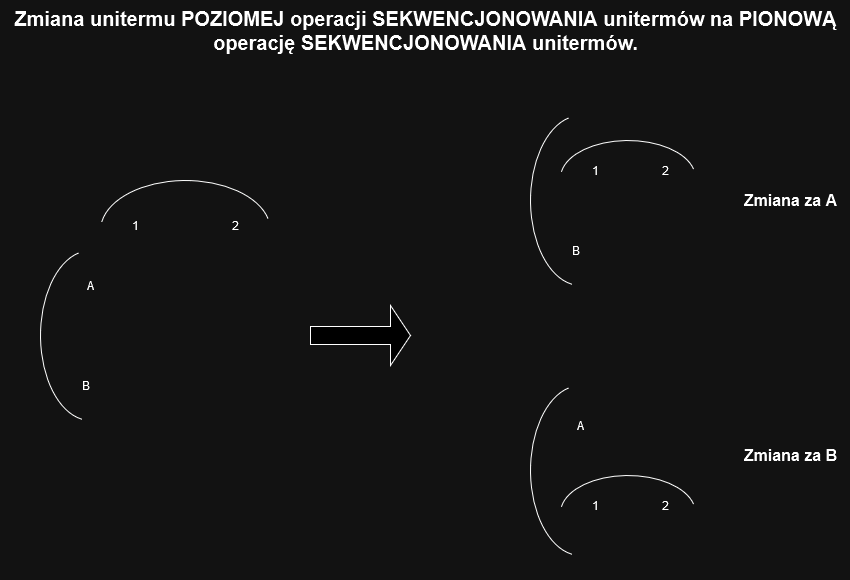 Zmiana unitermu POZIOMEJ operacji SEKWENCJONOWANIA unitermów na PIONOWĄ
operację SEKWENCJONOWANIA unitermów.
1 2
A
B
1 2
B
Zmiana za A
A
1 2
Zmiana za B